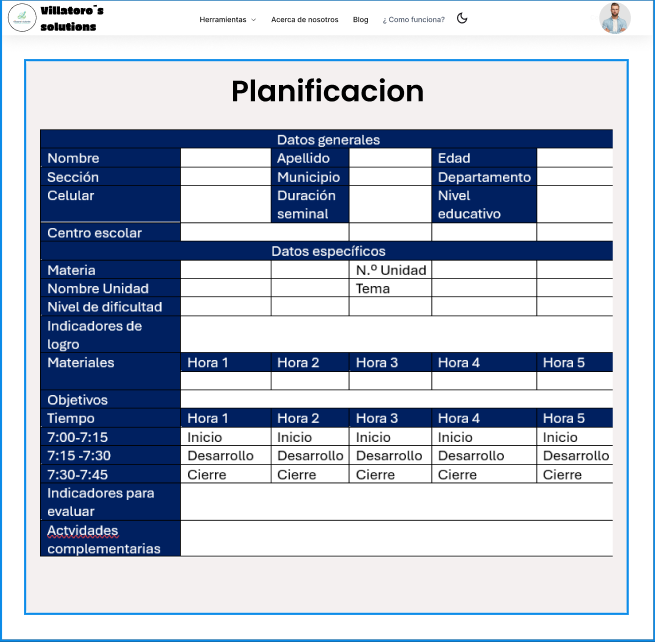 Villatoro´s
solutions
Herramientas Acerca de nosotros Blog ¿ Como funciona?
Planificacion
Datos generales
Nombre Apellido Edad
Sección Municipio Departamento
Celular Duración Nivel
seminal educativo
Centro escolar
Datos específicos
Materia N.º Unidad
Nombre Unidad Tema
Nivel de dificultad
Indicadores de
logro
Materiales Hora 1 Hora 2 Hora 3 Hora 4 Hora 5
Objetivos
Tiempo Hora 1 Hora 2 Hora 3 Hora 4 Hora 5
7:00-7:15 Inicio Inicio Inicio Inicio Inicio
7:15 -7:30 Desarrollo Desarrollo Desarrollo Desarrollo Desarrollo
7:30-7:45 Cierre Cierre Cierre Cierre Cierre
Indicadores para
evaluar
Actvidades
complementarias